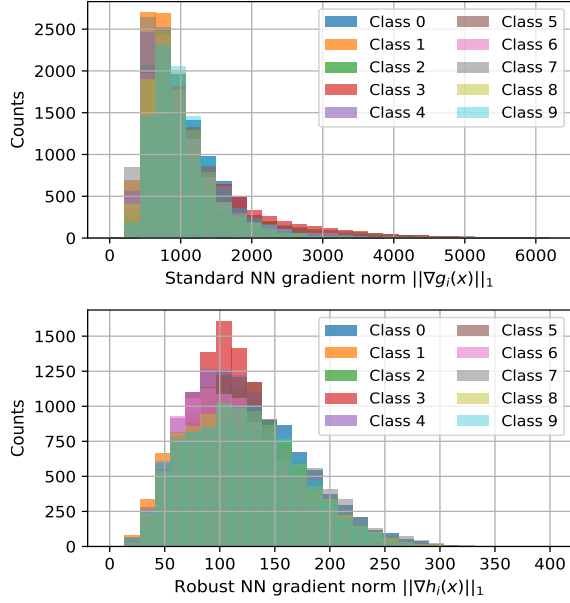 2500
2000
1500
1000
500
0
Counts
Class 0
Class 1
Class 2
Class 3
Class 4
Class 5
Class 6
Class 7
Class 8
Class 9
0 1000 2000 3000 4000 5000 6000
Standard NN gradient norm ||∇g_i(x)||_1
1500
1250
1000
750
500
250
0
Counts
Class 0
Class 1
Class 2
Class 3
Class 4
Class 5
Class 6
Class 7
Class 8
Class 9
0 50 100 150 200 250 300 350 400
Robust NN gradient norm ||∇h_i(x)||_1